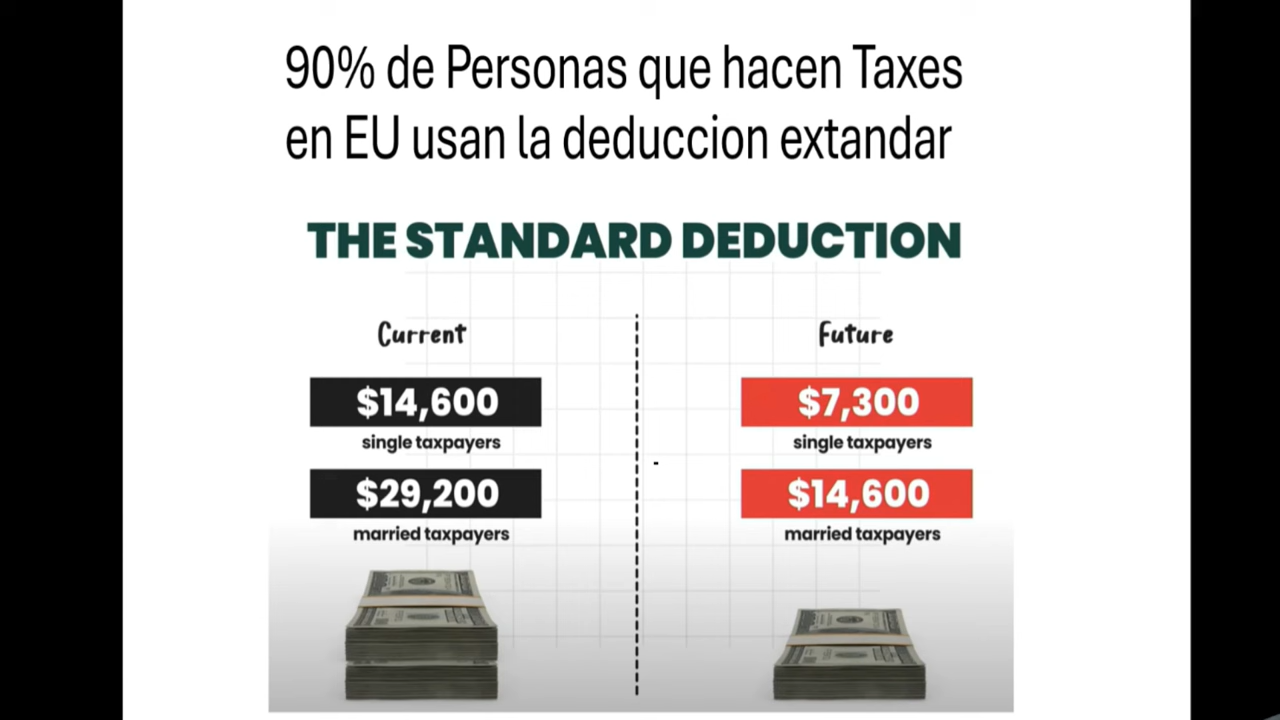 90% de Personas que hacen Taxes
en EU usan la deduccion extandar
THE STANDARD DEDUCTION
Current
Future
$14,600
$7,300
single taxpayers
single taxpayers
$29,200
$14,600
married taxpayers
married taxpayers